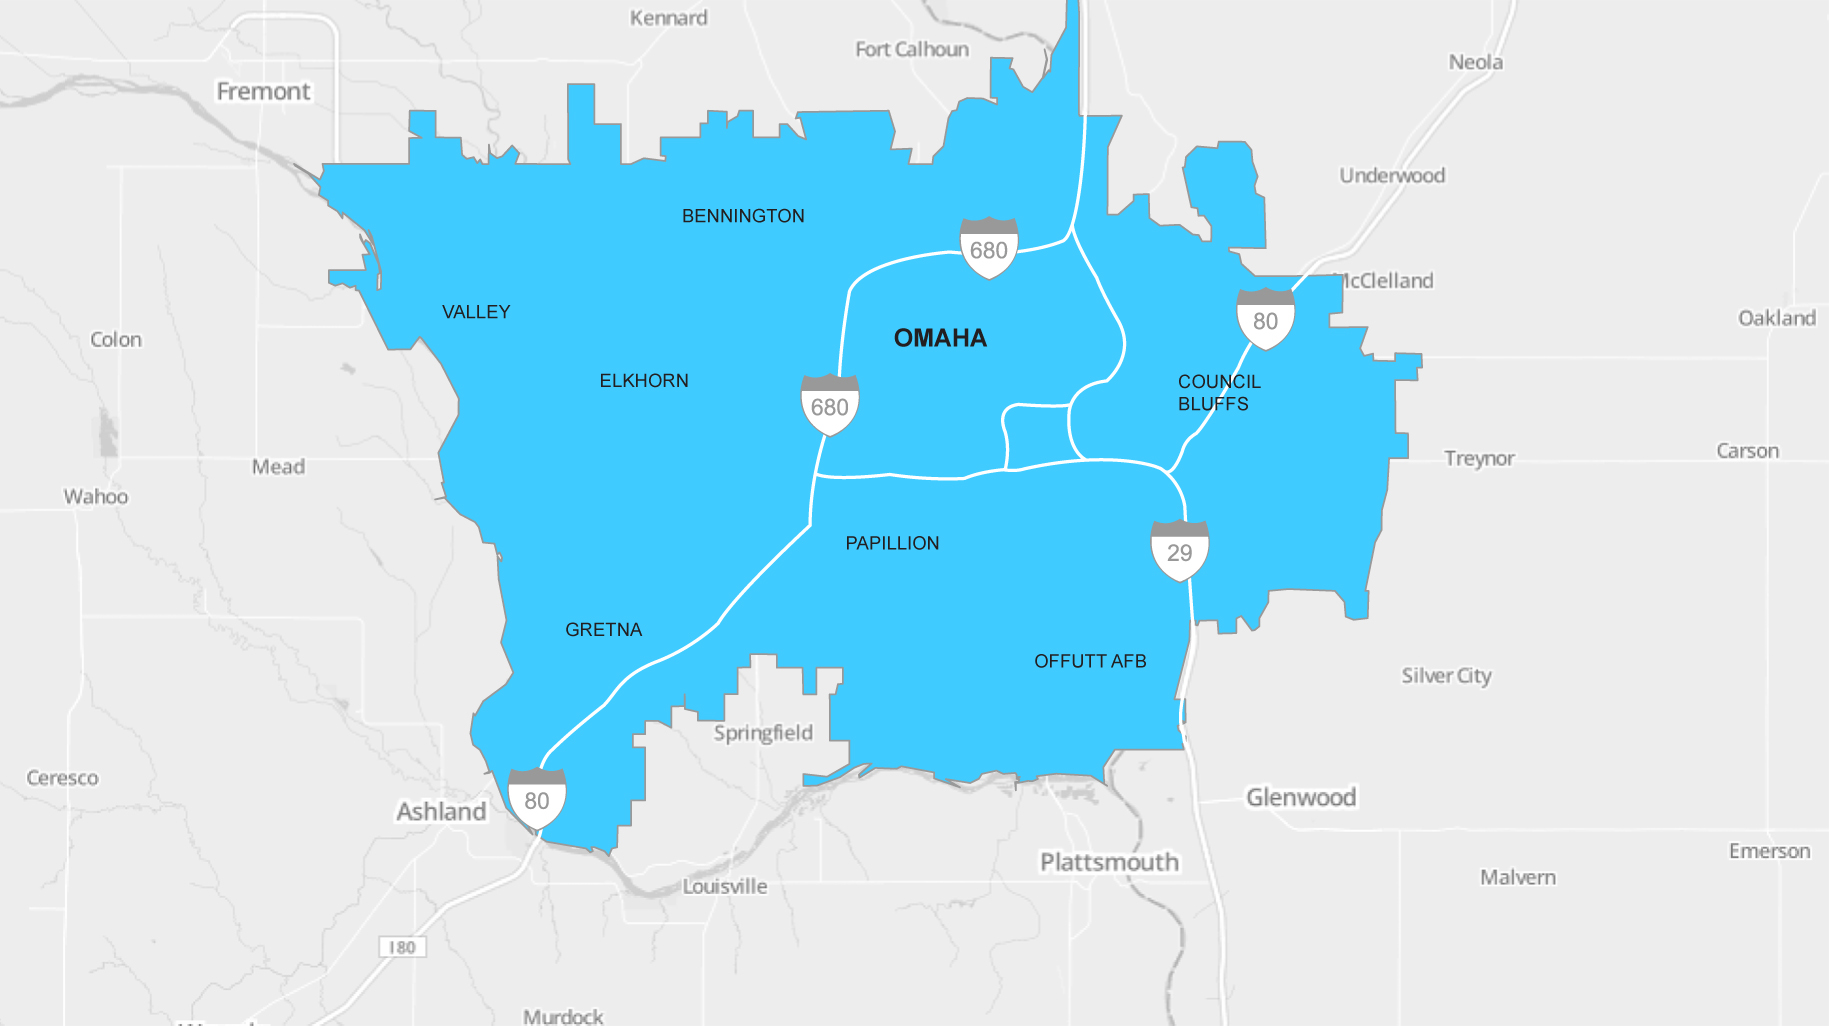 Kennard
Fort Calhoun
Neola
Fremont
Underwood
BENNINGTON
680
McClelland
VALLEY
80
Oakland
Colon
OMAHA
ELKHORN
COUNCIL
BLUFFS
680
Carson
Treynor
Mead
Wahoo
PAPILLION
29
GRETNA
OFFUTT AFB
Silver City
Springfield
Ceresco
80
Glenwood
Ashland
Emerson
Plattsmouth
Malvern
Louisville
I80
Murdock